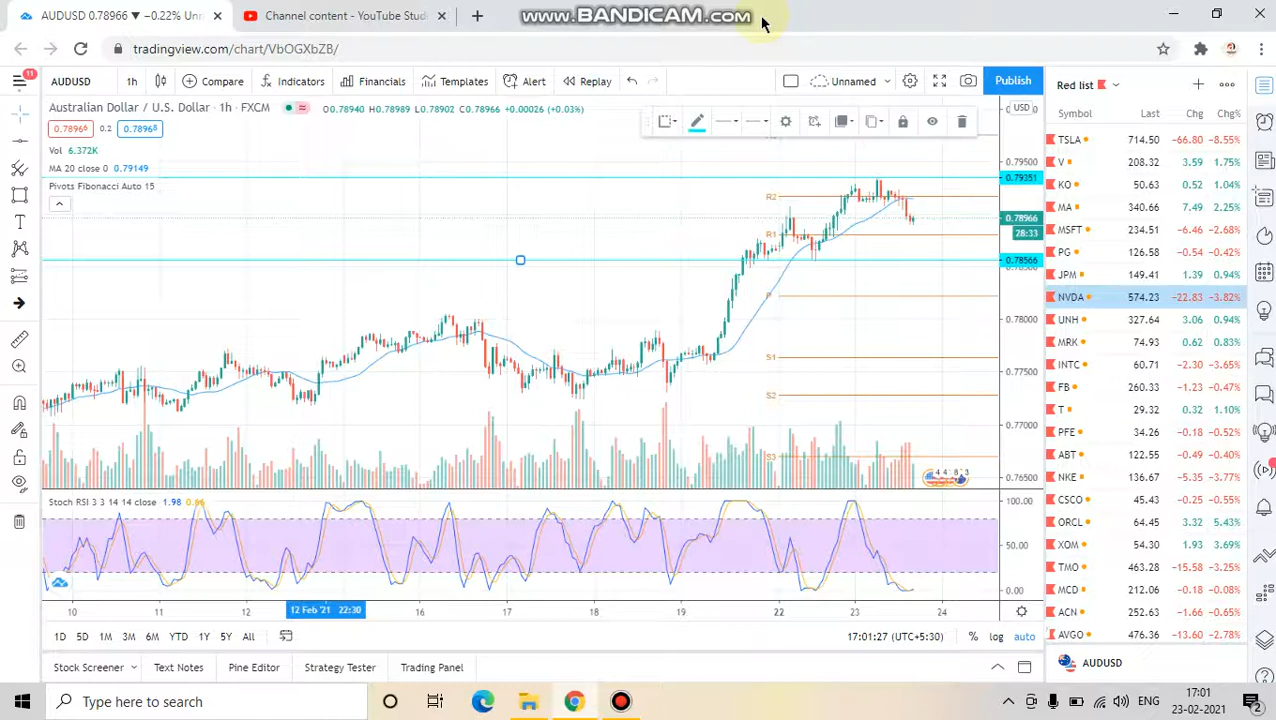 AUDUSD 0.78966 ▼ −0.22% Unn
Channel content - YouTube Studi
www.BANDICAM.com
tradingview.com/chart/VbOGXbZB/
11
AUDUSD 1h Compare Indicators Financials Templates Alert Replay Unnamed Publish
Australian Dollar / U.S. Dollar · 1h · FXCM O0.78940 H0.78989 L0.78902 C0.78966 +0.00026 (+0.03%)
0.78966 0.2 0.78968
Vol 6.372K
MA 20 close 0 0.79149
Pivots Fibonacci Auto 15
USD
0.79500
0.79351
R2
0.78966
28:33
R1
0.78566
P
0.78000
S1
0.77500
S2
0.77000
S3
0.76500
4 4 8 3
Stoch RSI 3 3 14 14 close 1.98
100.00
50.00
0.00
10 11 12 12 Feb '21 22:30 16 17 18 19 22 23 24
1D 5D 1M 3M 6M YTD 1Y 5Y All 17:01:27 (UTC+5:30) % log auto
Stock Screener Text Notes Pine Editor Strategy Tester Trading Panel
Red list
Symbol Last Chg Chg%
TSLA 714.50 −66.80 −8.55%
V 208.32 3.59 1.75%
KO 50.63 0.52 1.04%
MA 340.66 7.49 2.25%
MSFT 234.51 −6.46 −2.68%
PG 126.58 −0.54 −0.42%
JPM 149.41 1.39 0.94%
NVDA 574.23 −22.83 −3.82%
UNH 327.64 3.06 0.94%
MRK 74.93 0.62 0.83%
INTC 60.71 −2.30 −3.65%
FB 260.33 −1.23 −0.47%
T 29.32 0.32 1.10%
PFE 34.26 −0.18 −0.52%
ABT 122.55 −0.49 −0.40%
NKE 136.67 −5.35 −3.77%
CSCO 45.43 −0.25 −0.55%
ORCL 64.45 3.32 5.43%
XOM 54.30 1.93 3.69%
TMO 463.28 −15.58 −3.25%
MCD 212.06 −0.18 −0.08%
ACN 252.63 −1.66 −0.65%
AVGO 476.36 −13.60 −2.78%
AUDUSD
Type here to search
17:01
23-02-2021
2